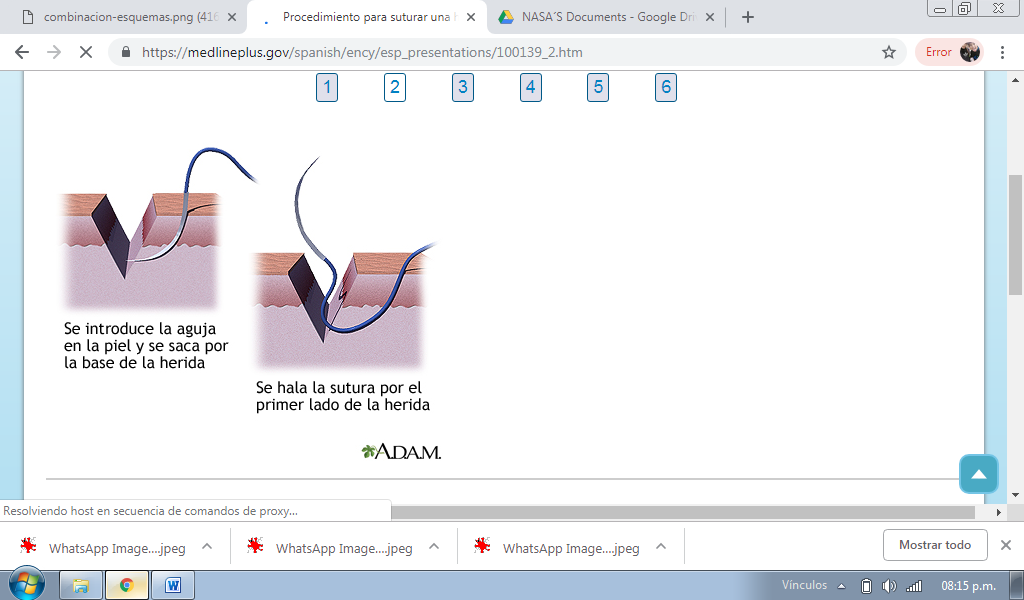 combinacion-esquemas.png (416
Procedimiento para suturar una h
NASA´S Documents - Google Dri
https://medlineplus.gov/spanish/ency/esp_presentations/100139_2.htm
Error
1 2 3 4 5 6
Se introduce la aguja
en la piel y se saca por
la base de la herida
Se hala la sutura por el
primer lado de la herida
A.D.A.M.
Resolviendo host en secuencia de comandos de proxy...
WhatsApp Image....jpeg
WhatsApp Image....jpeg
WhatsApp Image....jpeg
Mostrar todo
Vínculos
08:15 p.m.